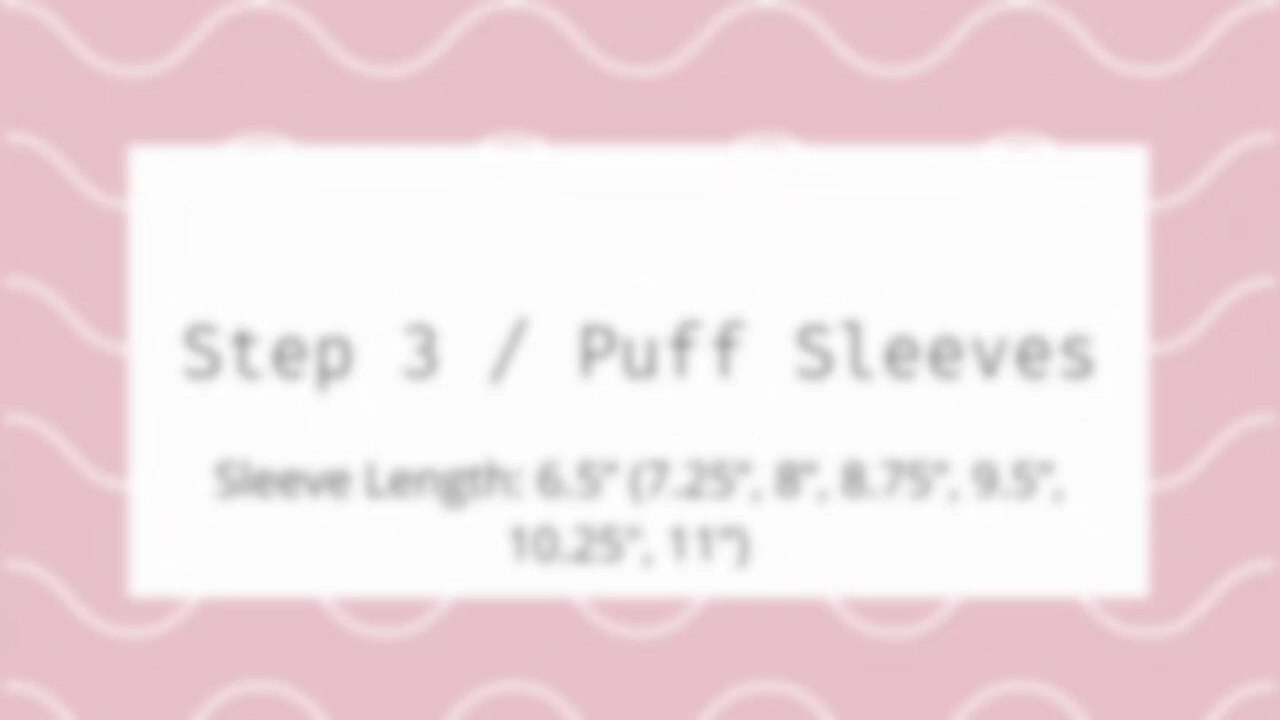 Step 3 / Puff Sleeves
Sleeve Length: 6.5" (7.25", 8", 8.75", 9.5",
10.25", 11")